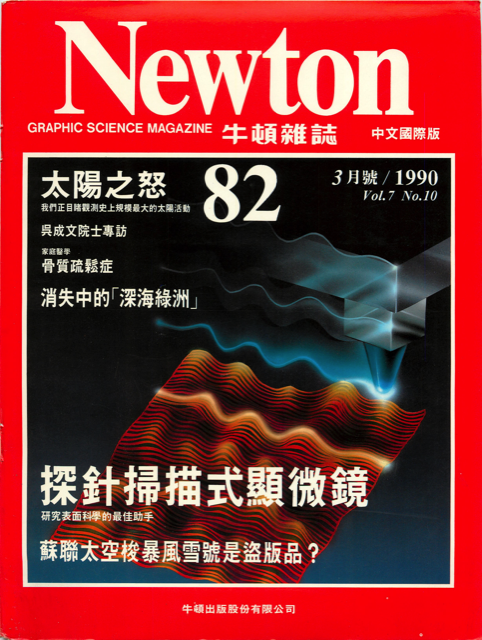 Newton
GRAPHIC SCIENCE MAGAZINE 牛頓雜誌 中文國際版
太陽之怒
我們正目睹觀測史上規模最大的太陽活動
82
3月號 / 1990
Vol.7 No.10
吳成文院士專訪
家庭醫學
骨質疏鬆症
消失中的「深海綠洲」
探針掃描式顯微鏡
研究表面科學的最佳助手
蘇聯太空梭暴風雪號是盜版品？
牛頓出版股份有限公司